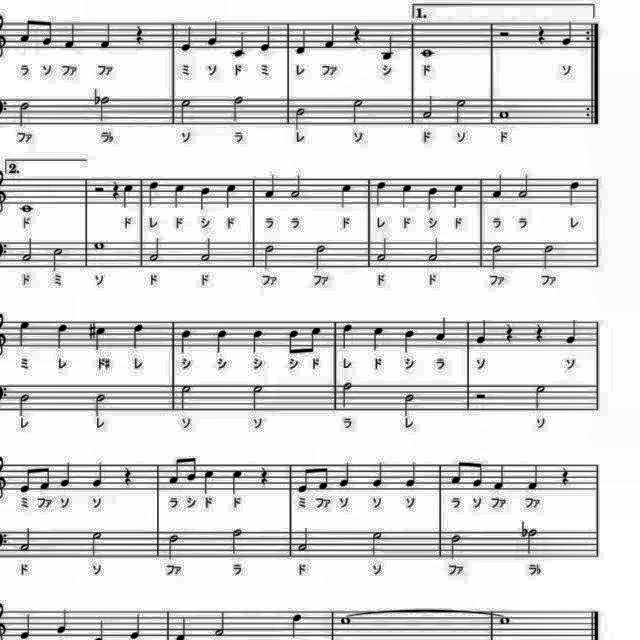 1.
ラ ソ ファ ファ ミ ソ ド ミ レ ファ シ ド ソ
ファ ラ♭ ソ ラ レ ソ ド ソ ド
2.
ド ド レ ド シ ド ラ ラ ド レ ド シ ド ラ ラ レ
ド ミ ソ ド ド ファ ファ ド ド ファ ファ
ミ レ ド♯ レ シ シ シ シ ド レ ド シ ラ ソ ソ
レ レ ソ ソ ラ レ ソ
ミ ファ ソ ソ ラ シ ド ド ミ ファ ソ ソ ソ ラ ソ ファ ファ
ド ソ ファ ラ ド ソ ファ ラ♭